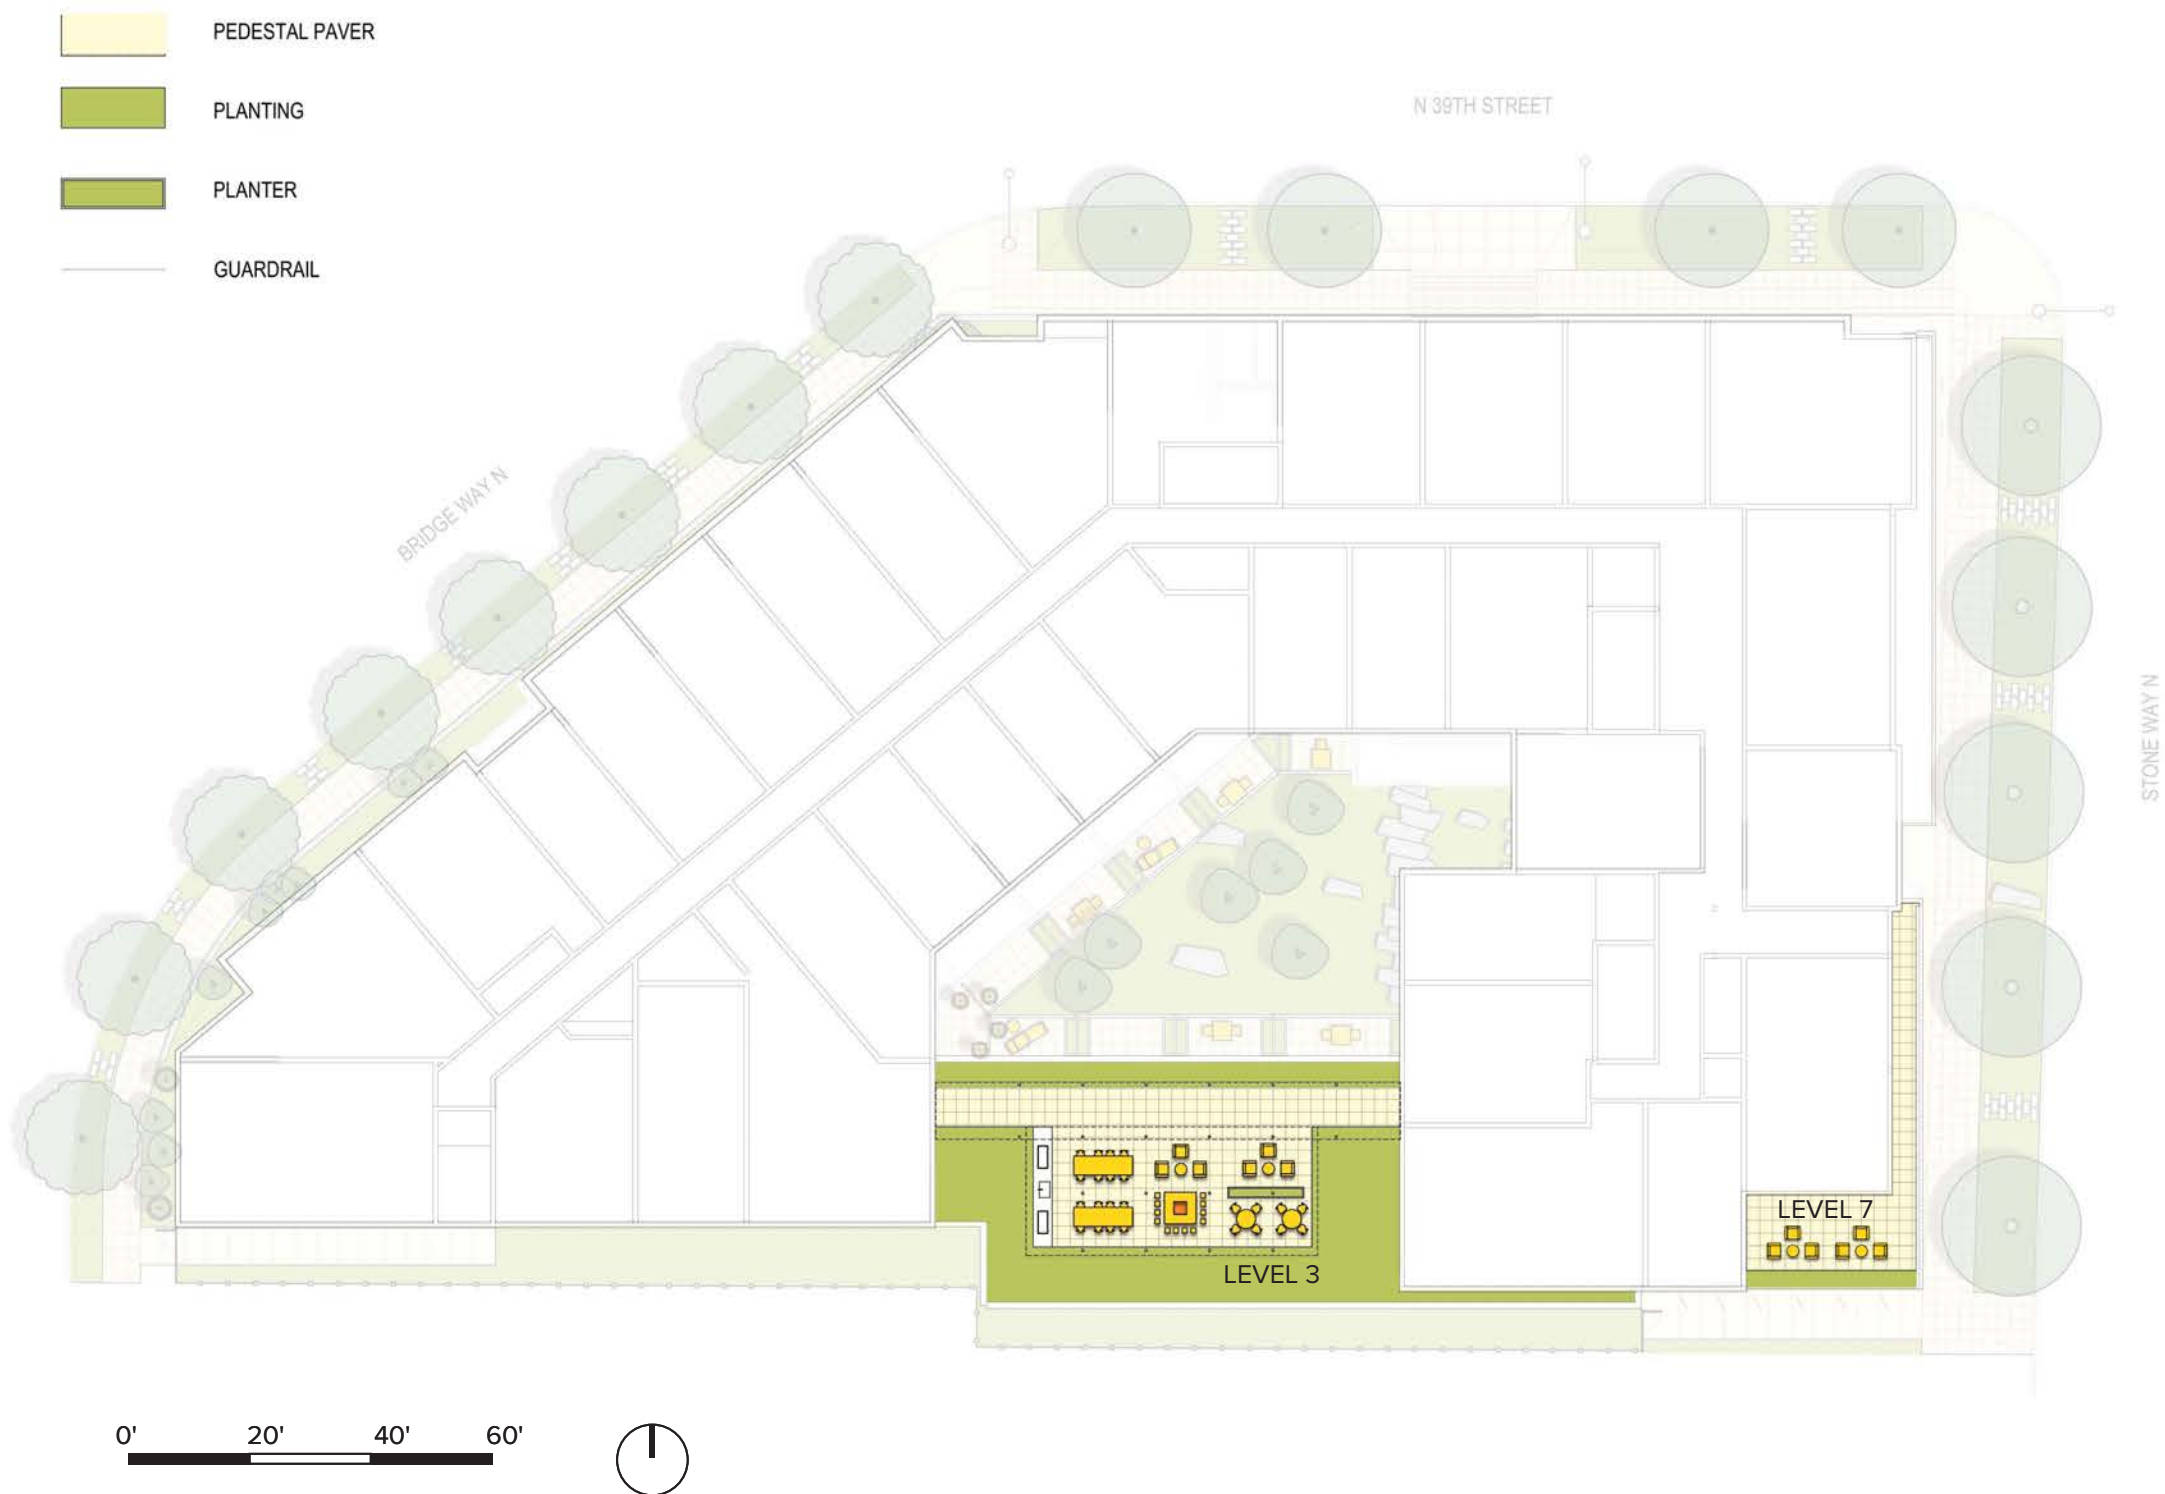 PEDESTAL PAVER
PLANTING
PLANTER
GUARDRAIL
N 39TH STREET
BRIDGE WAY N
STONE WAY N
LEVEL 7
LEVEL 3
0' 20' 40' 60'